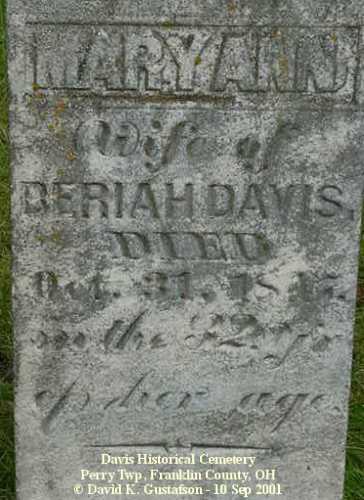 MARY ANN
Wife of
BERIAH DAVIS.
DIED
Oct. 31, 
in the yr
of her age.
Davis Historical Cemetery
Perry Twp, Franklin County, OH
© David K. Gustafson - 10 Sep 2001